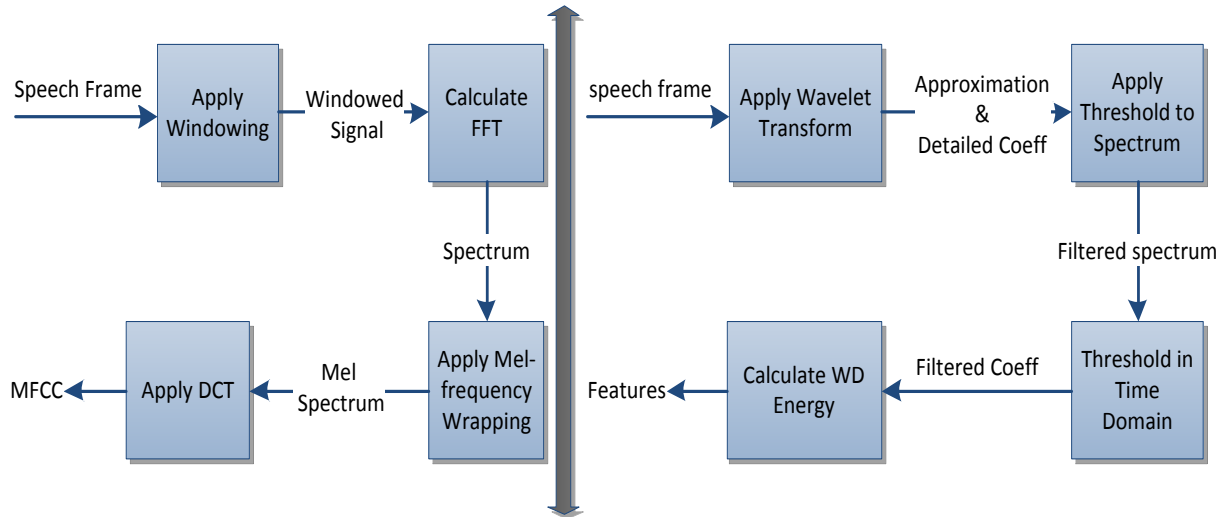 Speech Frame
Apply
Windowing
Windowed
Signal
Calculate
FFT
Spectrum
Apply Mel-
frequency
Wrapping
Mel
Spectrum
Apply DCT
MFCC
speech frame
Apply Wavelet
Transform
Approximation
&
Detailed Coeff
Apply
Threshold to
Spectrum
Filtered spectrum
Threshold in
Time
Domain
Filtered Coeff
Calculate WD
Energy
Features